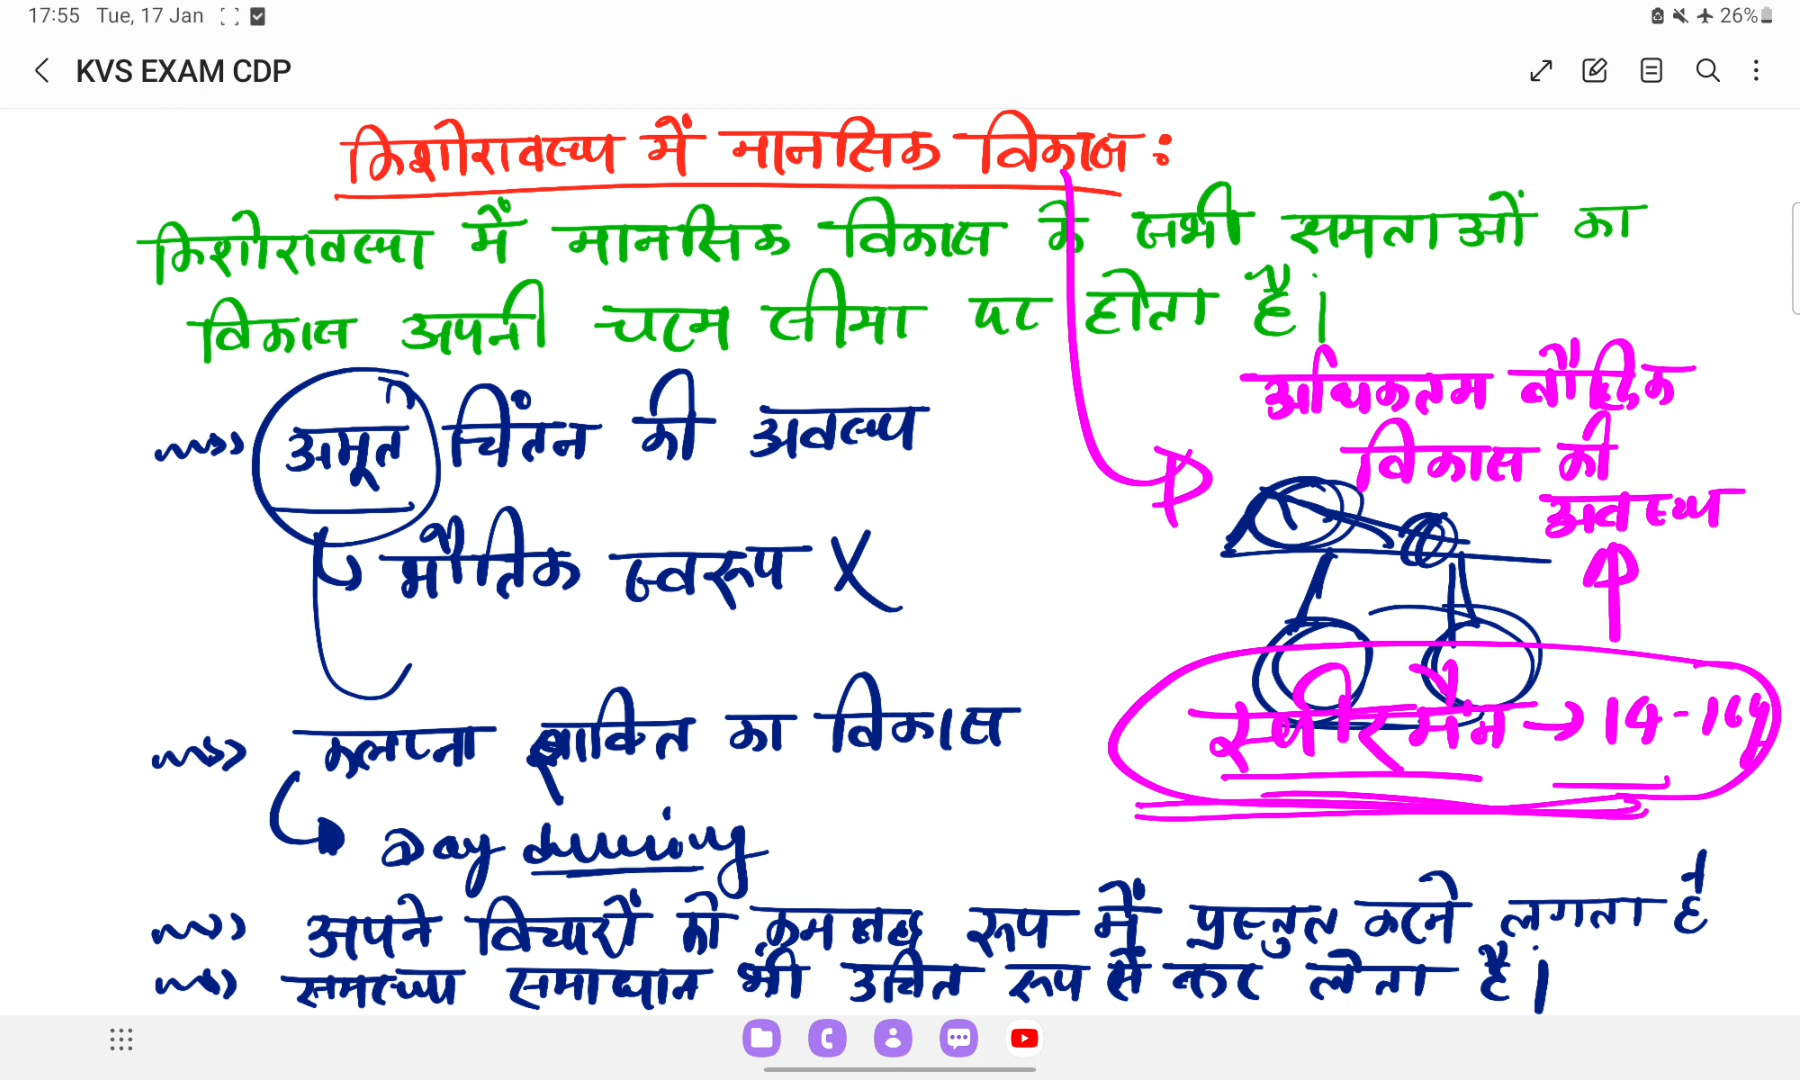 17:55 Tue, 17 Jan
26%
KVS EXAM CDP
किशोरावस्था में मानसिक विकास :
किशोरावस्था में मानसिक विकास के सभी क्षमताओं का
विकास अपनी चरम सीमा पर होता है।
अधिकतम बौद्धिक
विकास की
अवस्था
अमूर्त चिंतन की अवस्था
भौतिक स्वरूप X
स्पीयरमैन → 14-16
कल्पना शक्ति का विकास
Day
अपने विचारों को क्रमबद्ध रूप में प्रस्तुत करने लगता है
समस्या समाधान भी उचित रूप से कर लेता है।